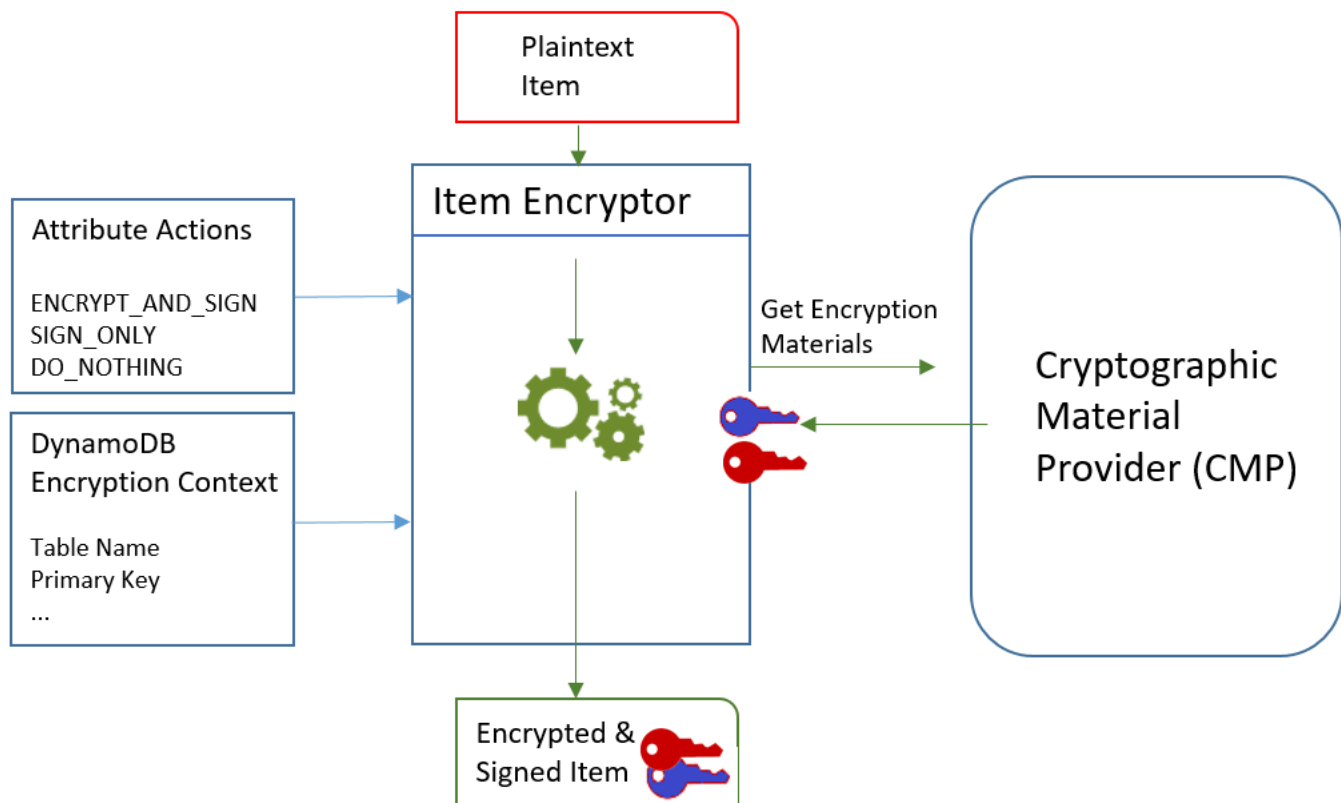 Plaintext
Item
Item Encryptor
Attribute Actions
ENCRYPT_AND_SIGN
SIGN_ONLY
DO_NOTHING
DynamoDB
Encryption Context
Table Name
Primary Key
...
Get Encryption
Materials
Cryptographic
Material
Provider (CMP)
Encrypted &
Signed Item